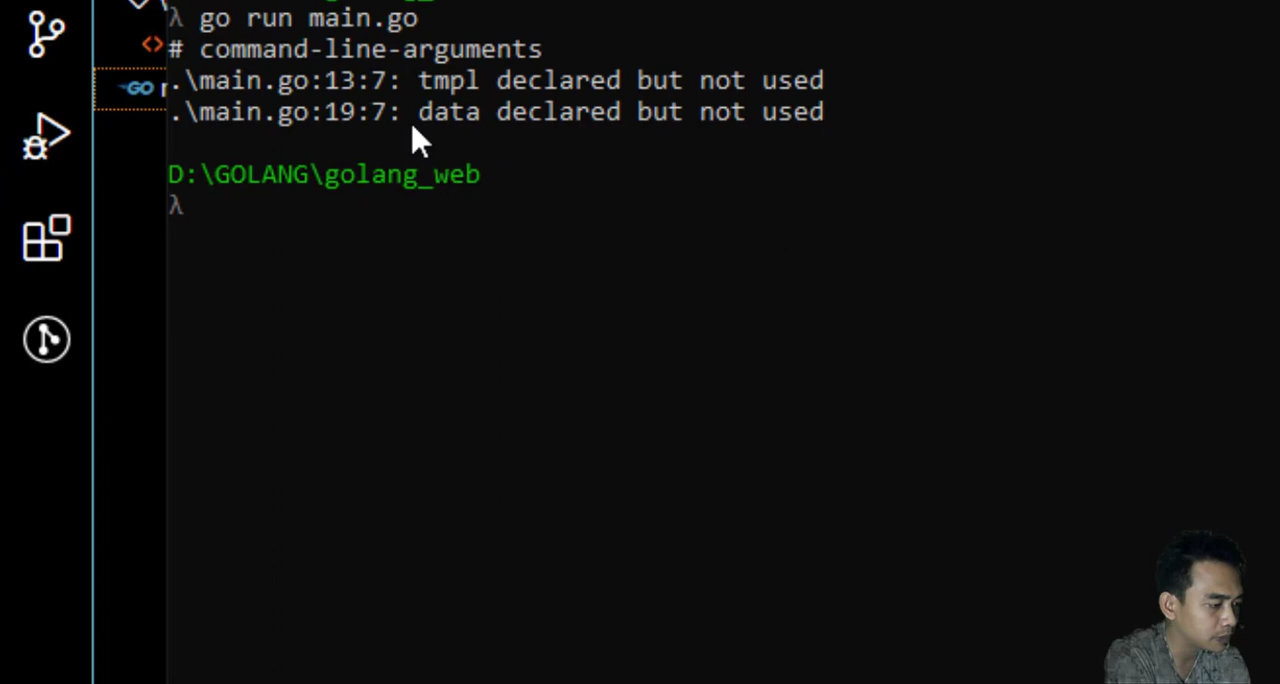 λ go run main.go
# command-line-arguments
.\main.go:13:7: tmpl declared but not used
GO
.\main.go:19:7: data declared but not used
D:\GOLANG\golang_web
λ